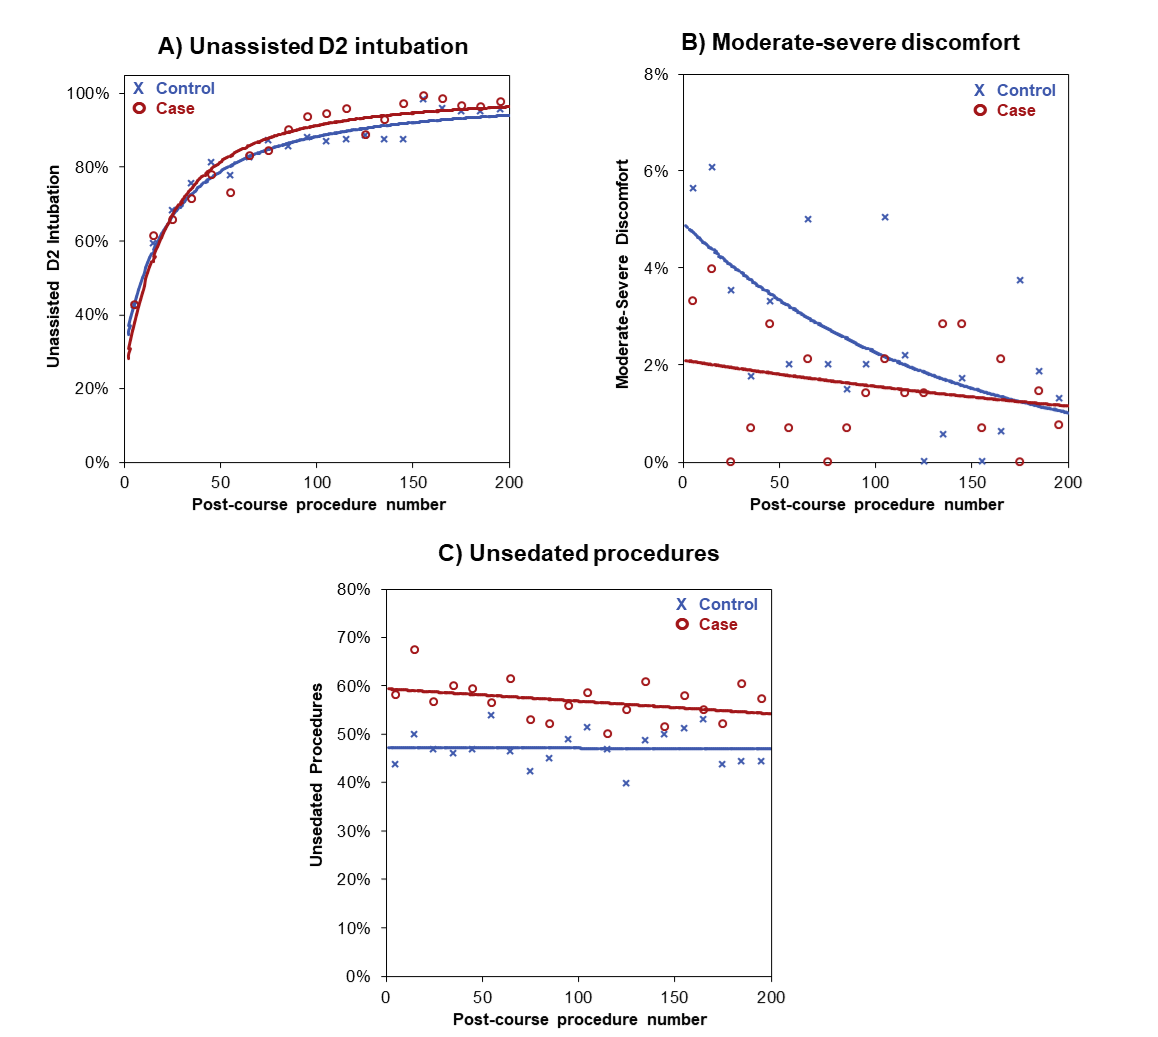 A) Unassisted D2 intubation
100%
80%
60%
40%
20%
0%
Unassisted D2 Intubation
X Control
O Case
0 50 100 150 200
Post-course procedure number
B) Moderate-severe discomfort
8%
6%
4%
2%
0%
Moderate-Severe Discomfort
X Control
O Case
0 50 100 150 200
Post-course procedure number
C) Unsedated procedures
80%
70%
60%
50%
40%
30%
20%
10%
0%
Unsedated Procedures
X Control
O Case
0 50 100 150 200
Post-course procedure number